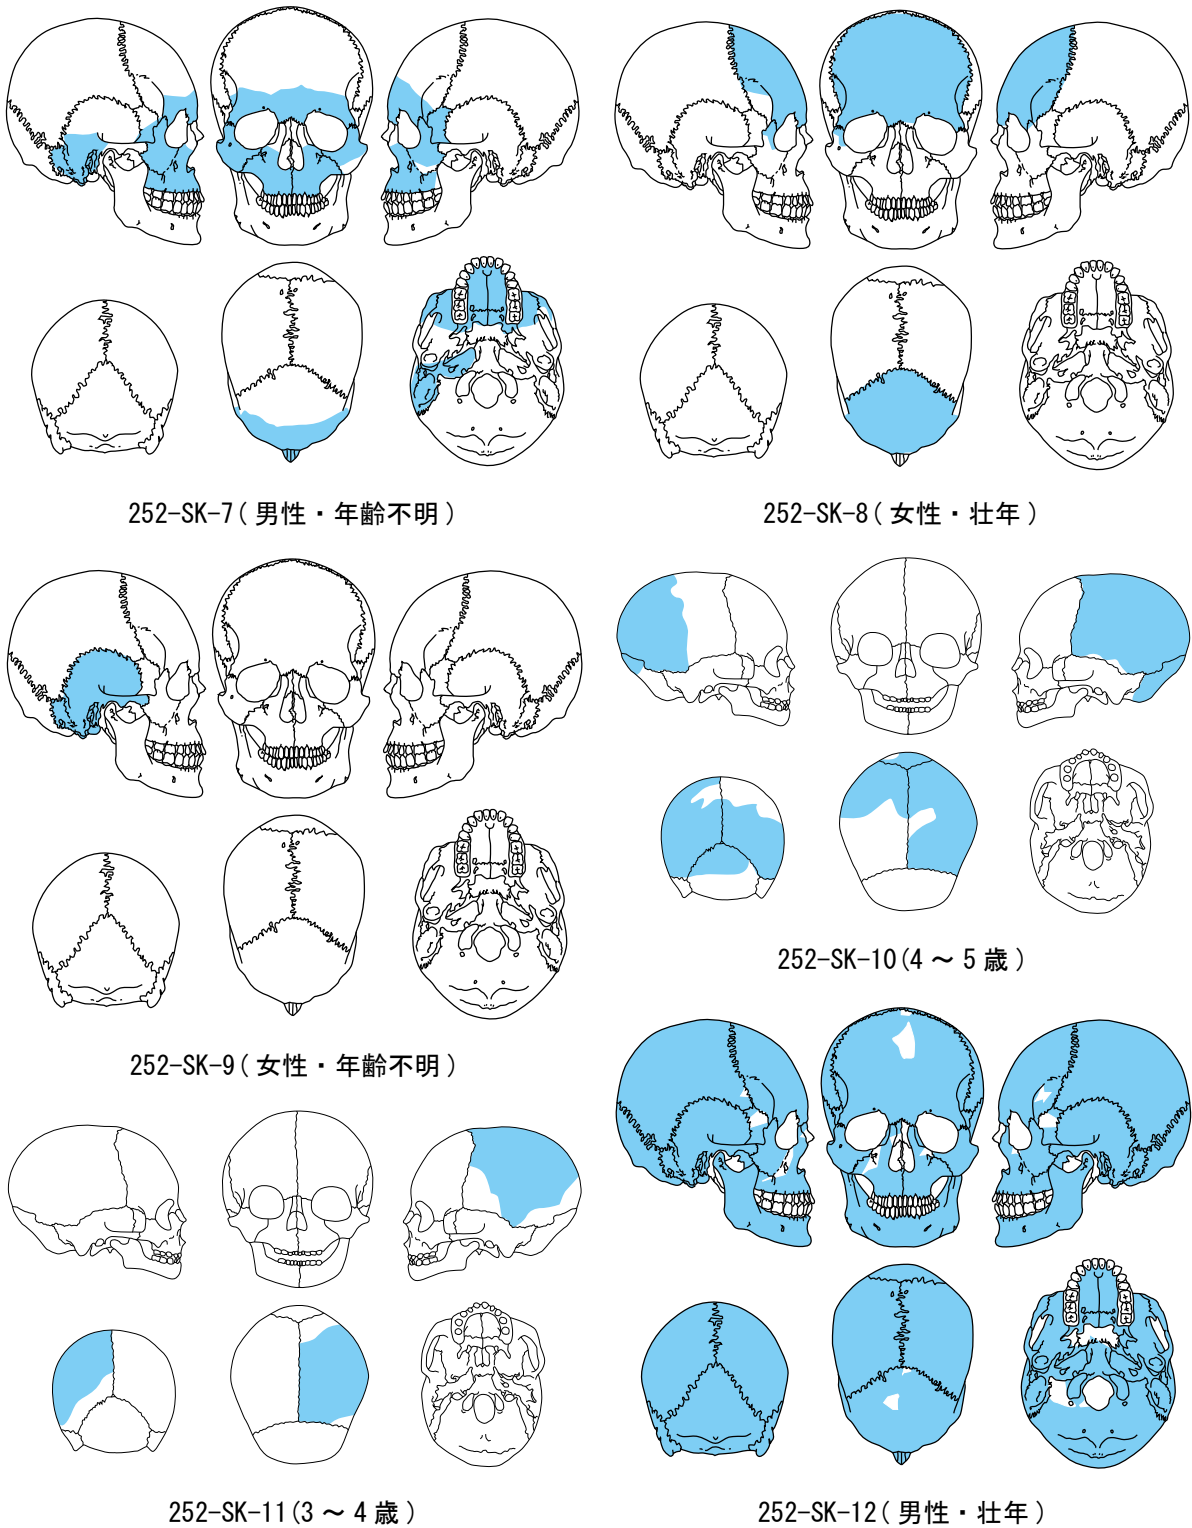 252-SK-7(男性・年齢不明)
252-SK-8(女性・壮年)
252-SK-9(女性・年齢不明)
252-SK-10(4～5歳)
252-SK-11(3～4歳)
252-SK-12(男性・壮年)